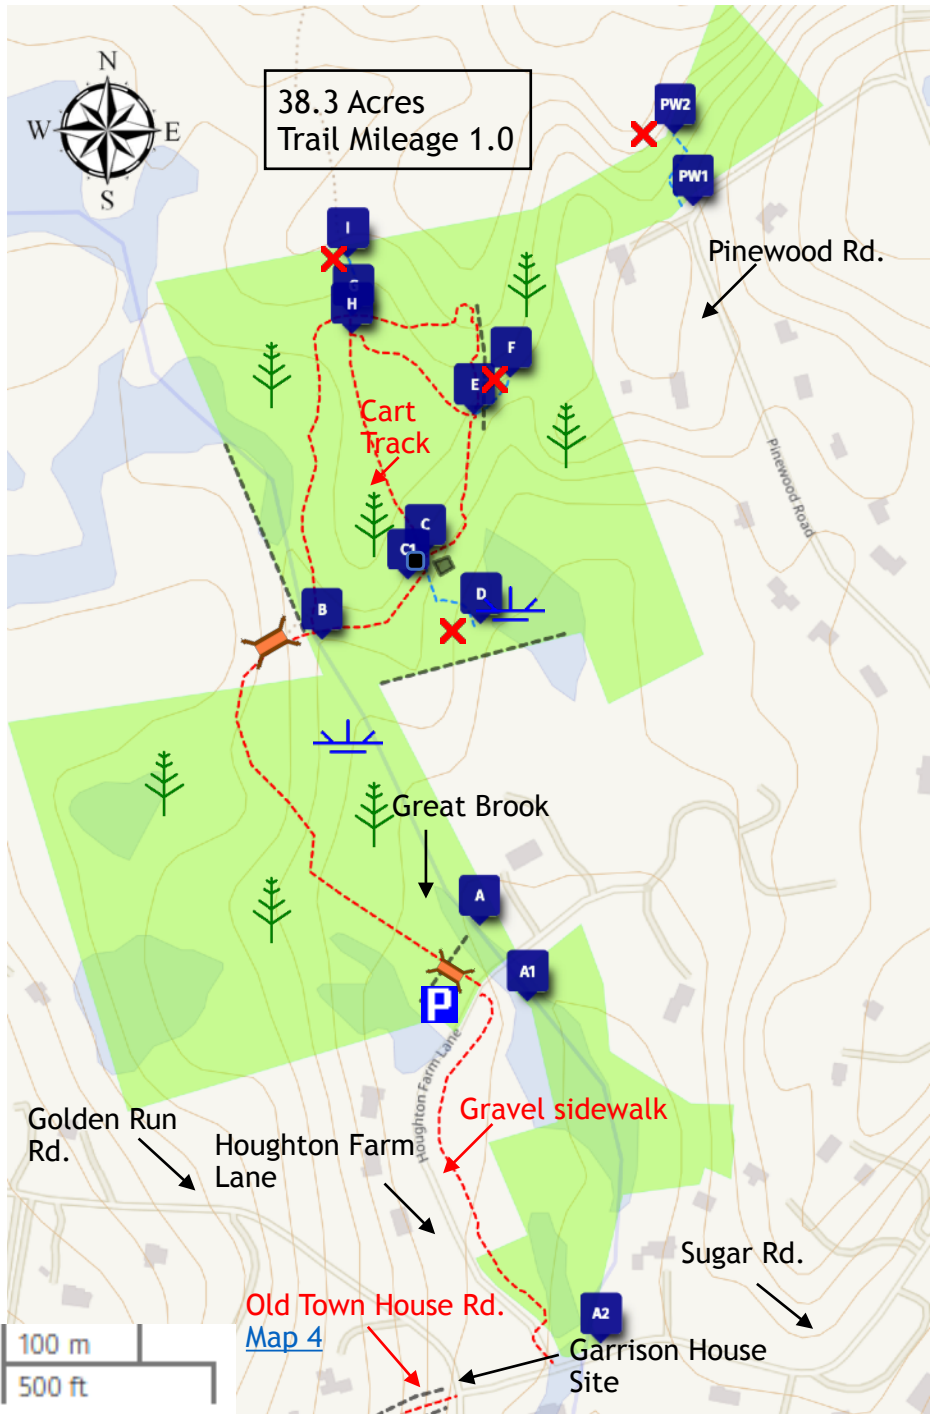 N
W
E
S
38.3 Acres
Trail Mileage 1.0
PW2
PW1
I
G
H
Pinewood Rd.
F
E
Cart
Track
Pinewood Road
C
C1
D
B
Great Brook
A
A1
P
Houghton Farm Lane
Gravel sidewalk
Golden Run
Rd.
Houghton Farm
Lane
Sugar Rd.
Old Town House Rd.
Map 4
A2
Garrison House
Site
100 m
500 ft